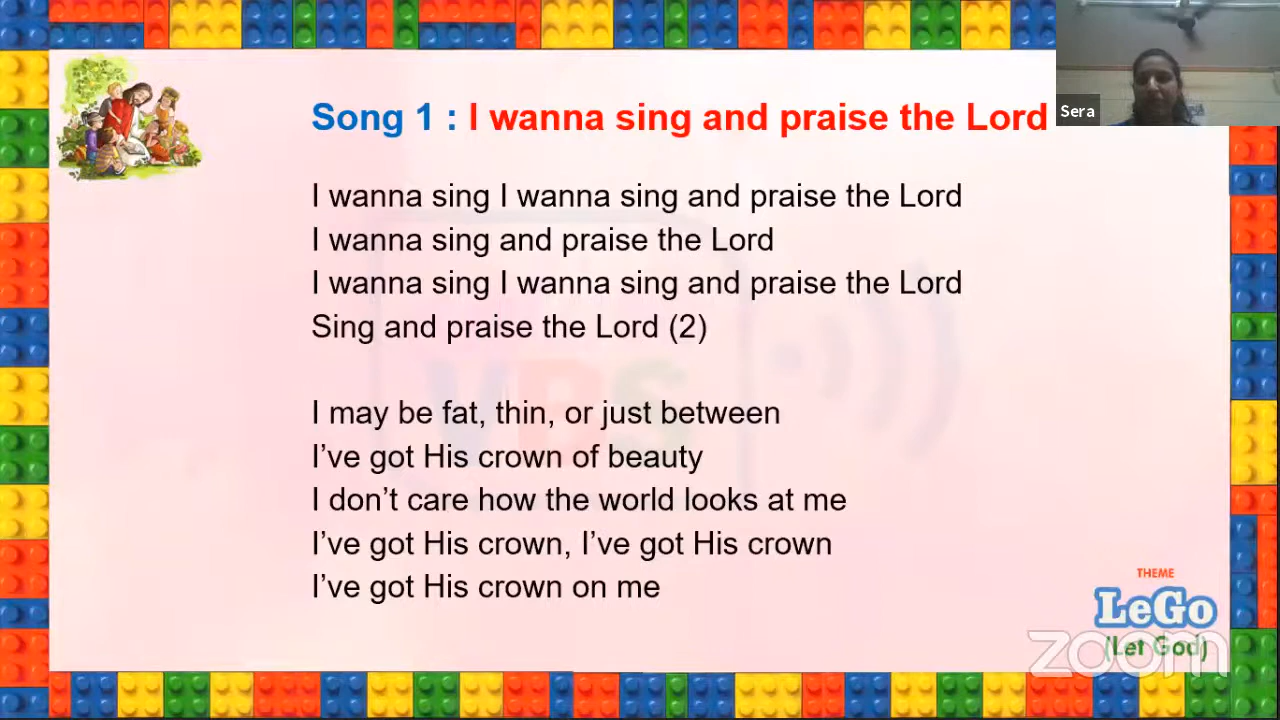 Song 1 : I wanna sing and praise the Lord
Sera
I wanna sing I wanna sing and praise the Lord
I wanna sing and praise the Lord
I wanna sing I wanna sing and praise the Lord
Sing and praise the Lord (2)
I may be fat, thin, or just between
I’ve got His crown of beauty
I don’t care how the world looks at me
I’ve got His crown, I’ve got His crown
I’ve got His crown on me
VBS
THEME
LeGo
(Let God)
zoom